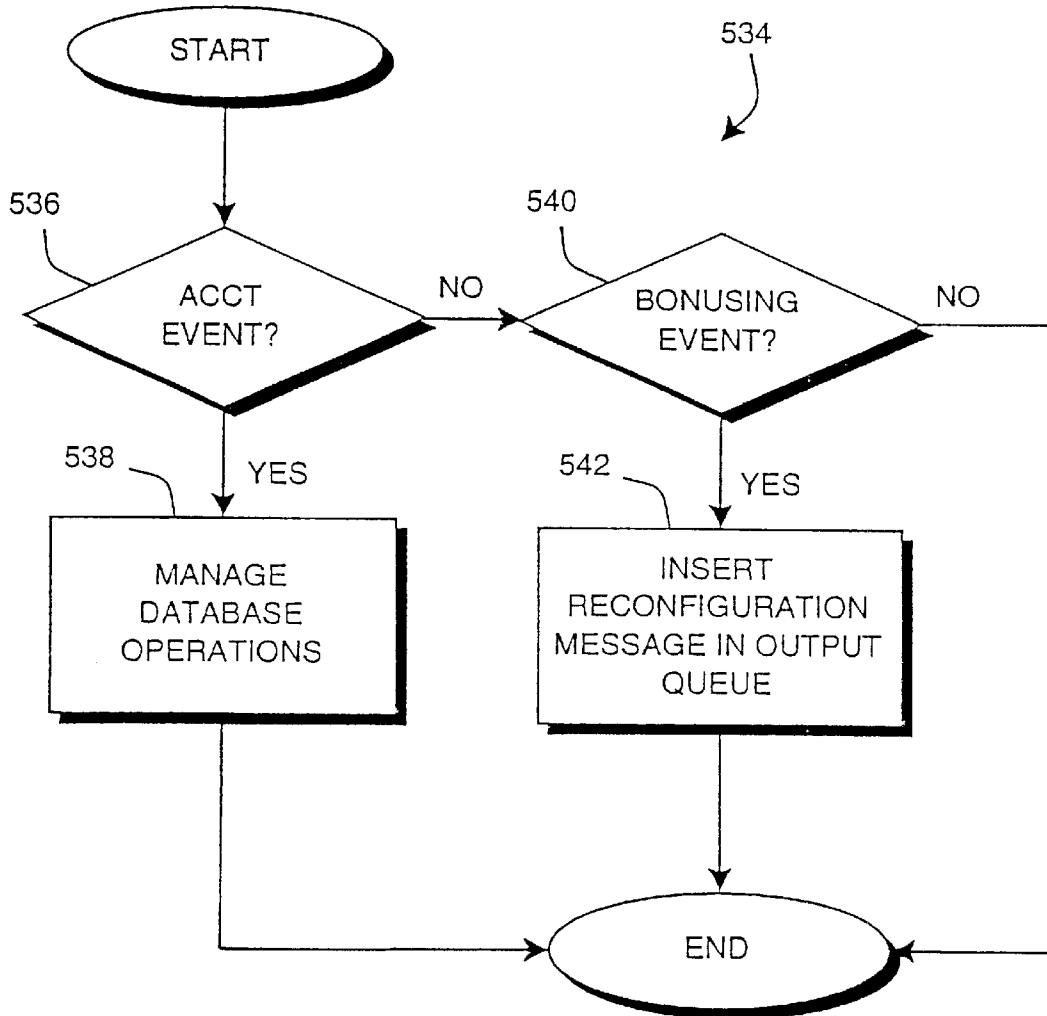 START
534
536
ACCT
EVENT?
NO
540
BONUSING
EVENT?
NO
538
YES
MANAGE
DATABASE
OPERATIONS
542
YES
INSERT
RECONFIGURATION
MESSAGE IN OUTPUT
QUEUE
END